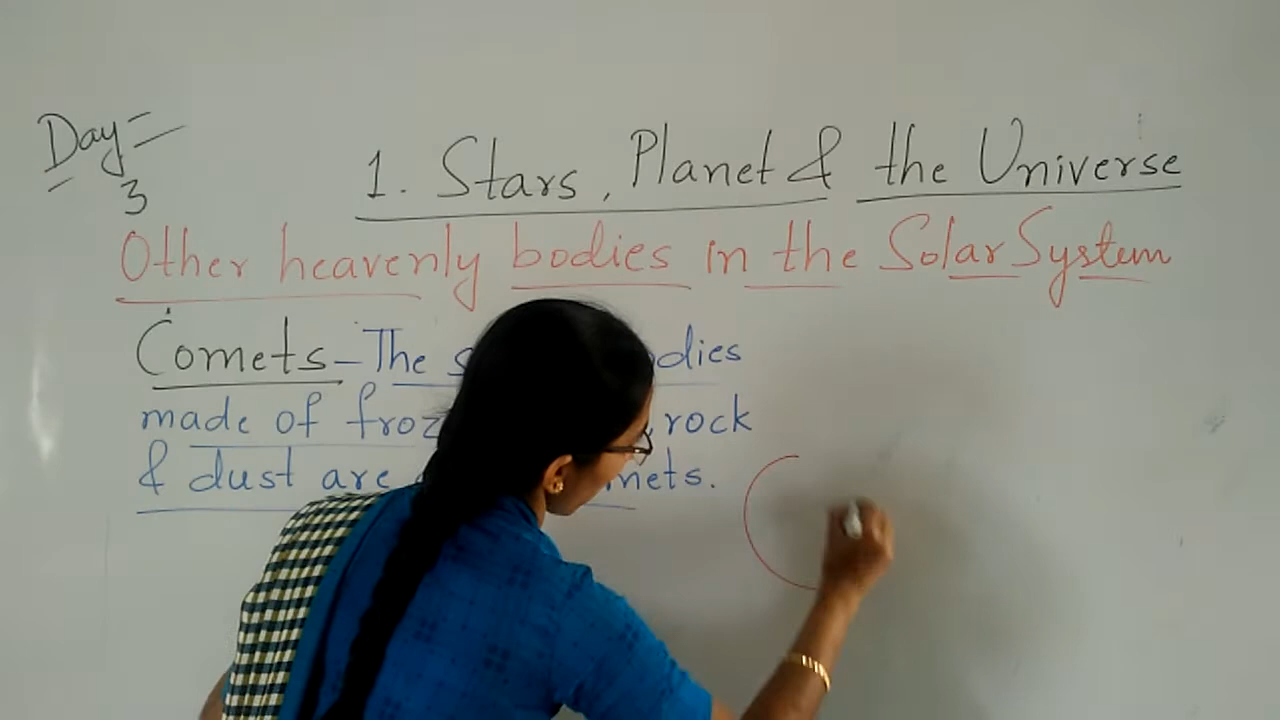 Day
3
1. Stars, Planet & the Universe
Other heavenly bodies in the Solar System
Comets - The
made of rock
& dust are